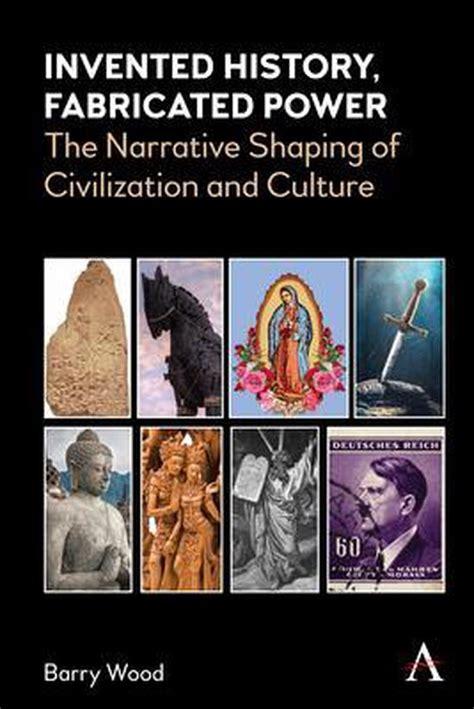 INVENTED HISTORY,
FABRICATED POWER
The Narrative Shaping of
Civilization and Culture
DEUTSCHES REICH
60
Barry Wood